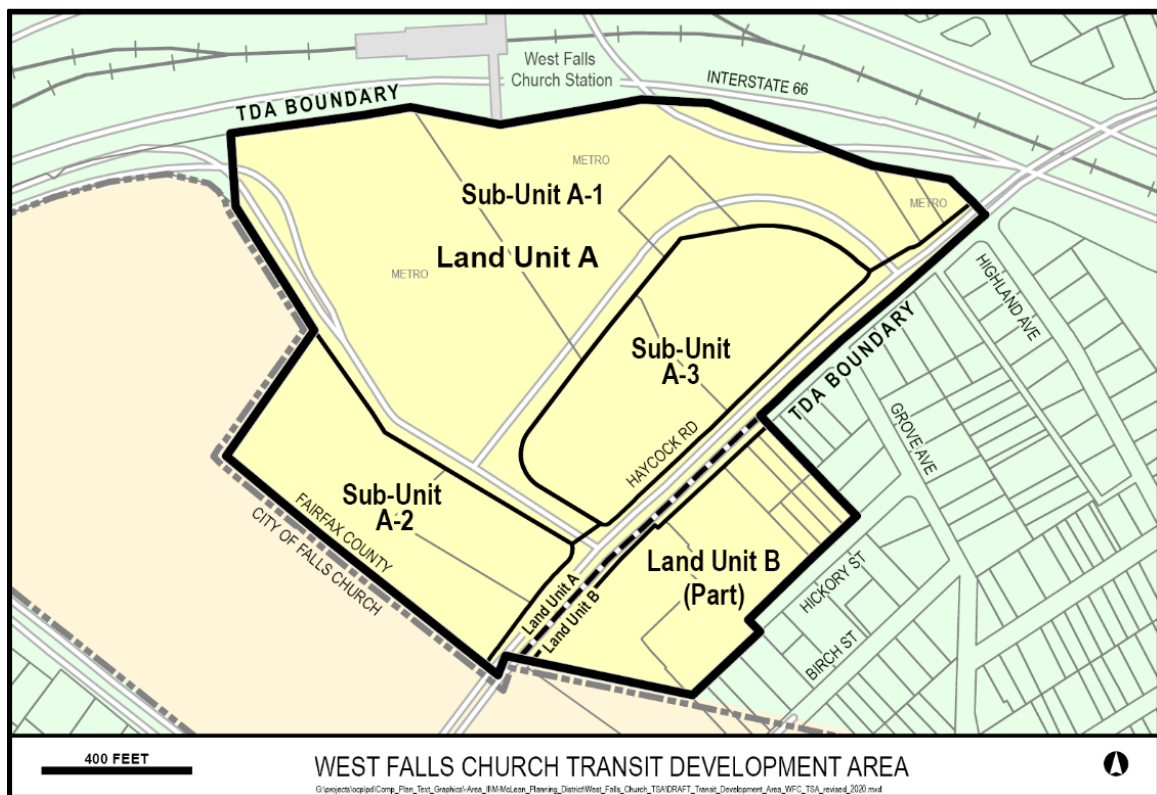 West Falls
Church Station
INTERSTATE 66
TDA BOUNDARY
METRO
Sub-Unit A-1
METRO
Land Unit A
METRO
HIGHLAND AVE
Sub-Unit
A-3
TDA BOUNDARY
GROVE AVE
HAYCOCK RD
Sub-Unit
A-2
FAIRFAX COUNTY
CITY OF FALLS CHURCH
Land Unit B
(Part)
HICKORY ST
Land Unit A
Land Unit B
BIRCH ST
400 FEET
WEST FALLS CHURCH TRANSIT DEVELOPMENT AREA